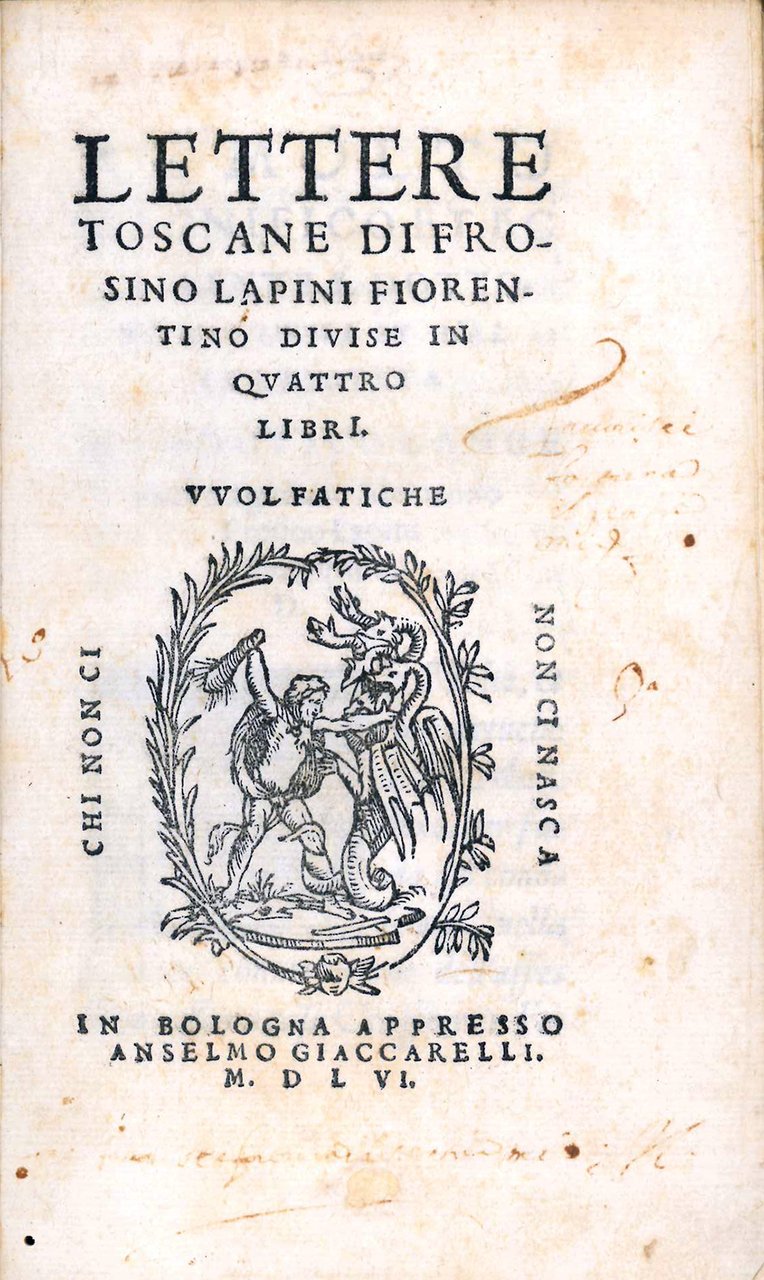 LETTERE
TOSCANE DI FRO-
SINO LAPINI FIOREN-
TINO DIVISE IN
QVATTRO
LIBRI.
VVOL FATICHE
CHI NON CI
NON CI NASCA
IN BOLOGNA APPRESSO
ANSELMO GIACCARELLI.
M. D L VI.